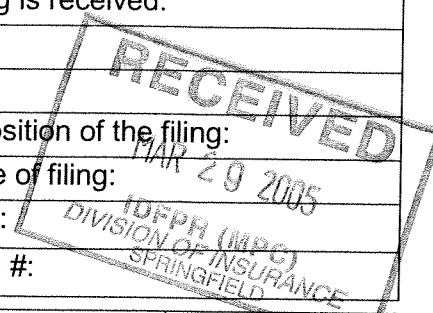 g is received.
RECEIVED
osition of the filing:
MAR 29 2005
e of filing:
:
IDFPR (MPC)
DIVISION OF INSURANCE
SPRINGFIELD
#: